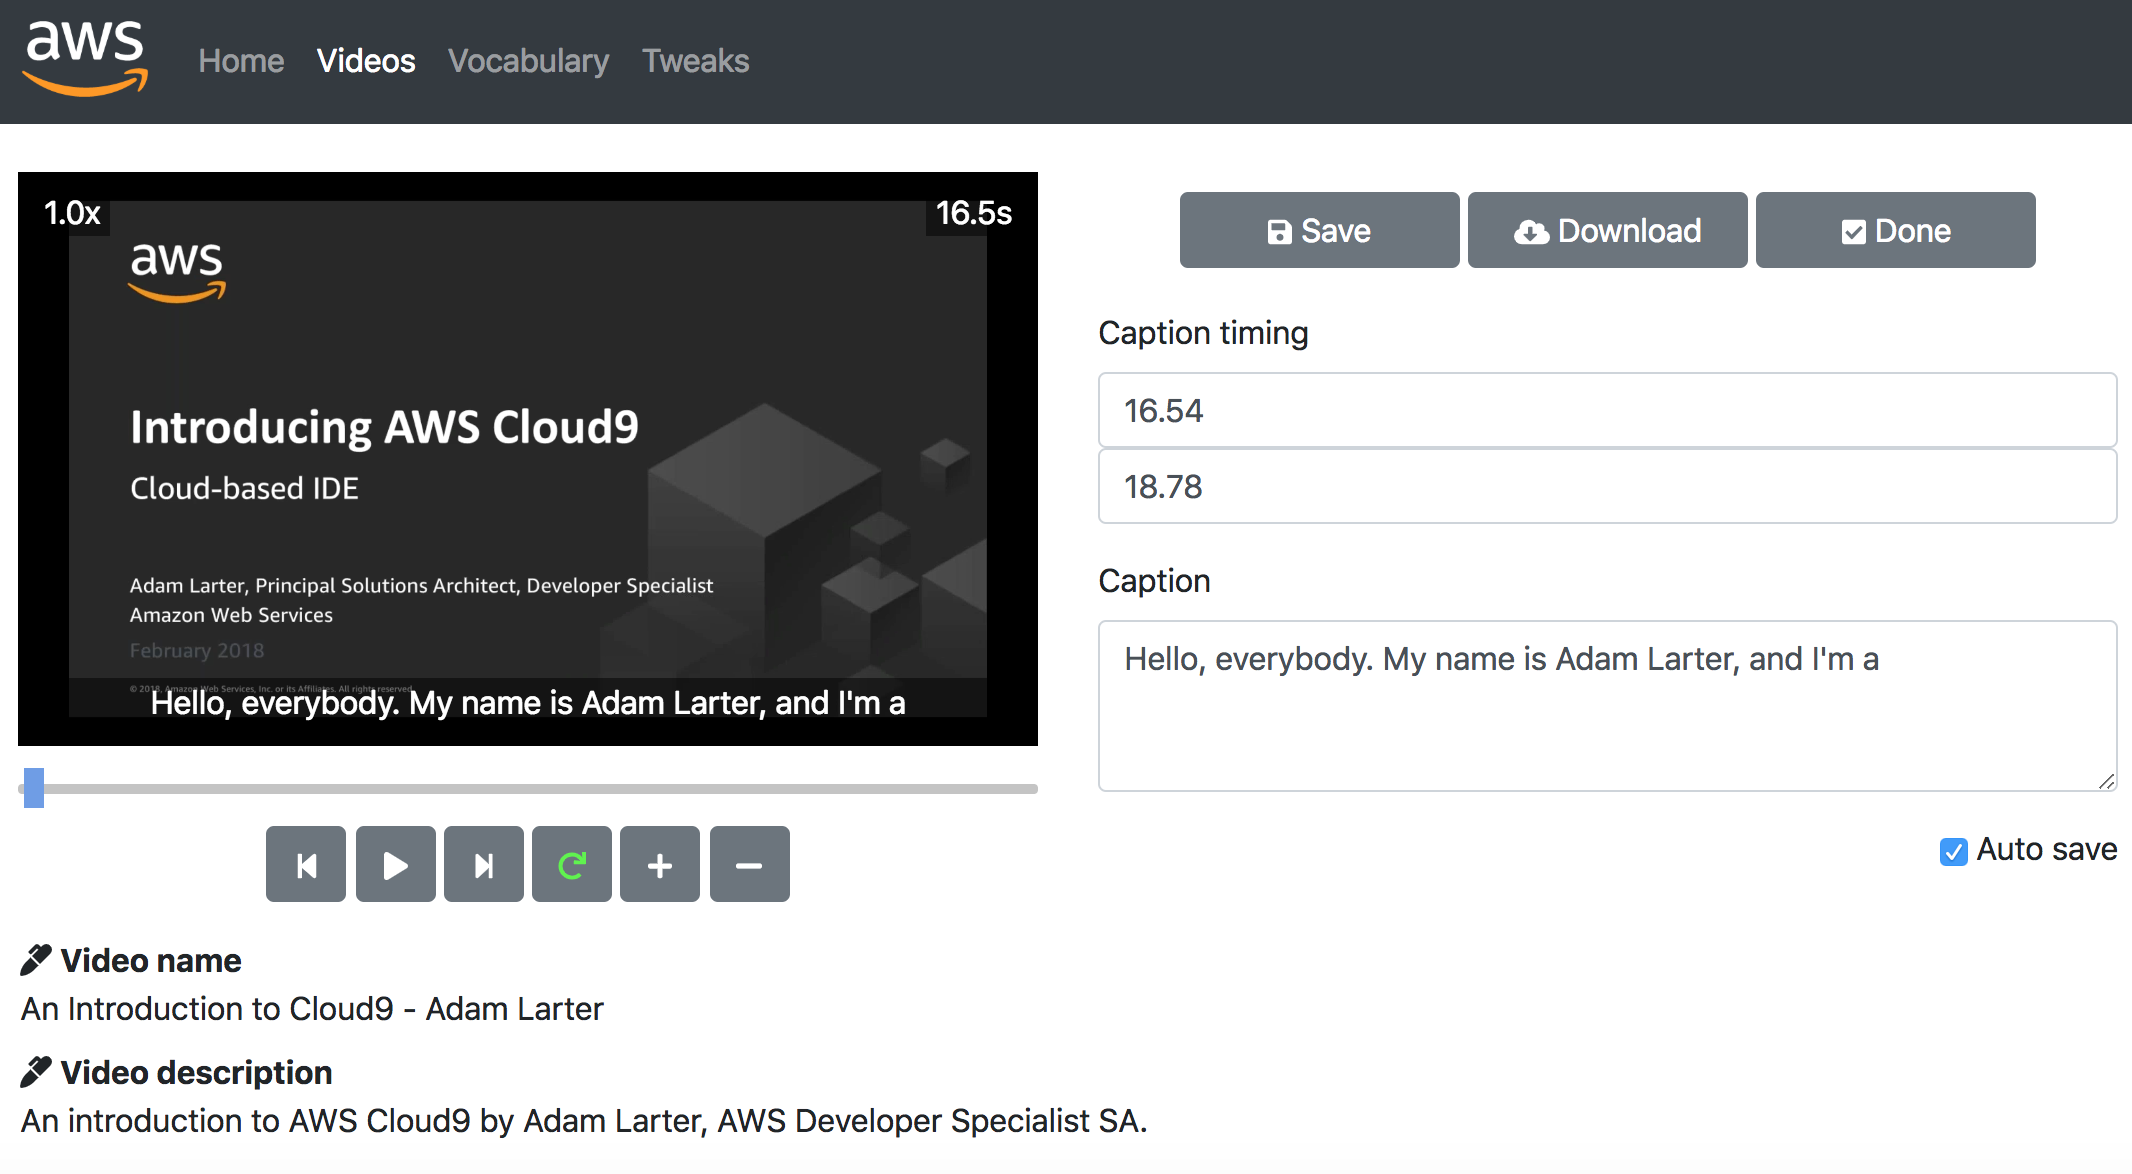 aws
Home Videos Vocabulary Tweaks
1.0x
16.5s
aws
Introducing AWS Cloud9
Cloud-based IDE
Adam Larter, Principal Solutions Architect, Developer Specialist
Amazon Web Services
February 2018
© 2018, Amazon Web Services, Inc. or its Affiliates. All rights reserved.
Hello, everybody. My name is Adam Larter, and I'm a
Video name
An Introduction to Cloud9 - Adam Larter
Video description
An introduction to AWS Cloud9 by Adam Larter, AWS Developer Specialist SA.
Save Download Done
Caption timing
16.54
18.78
Caption
Hello, everybody. My name is Adam Larter, and I'm a
Auto save